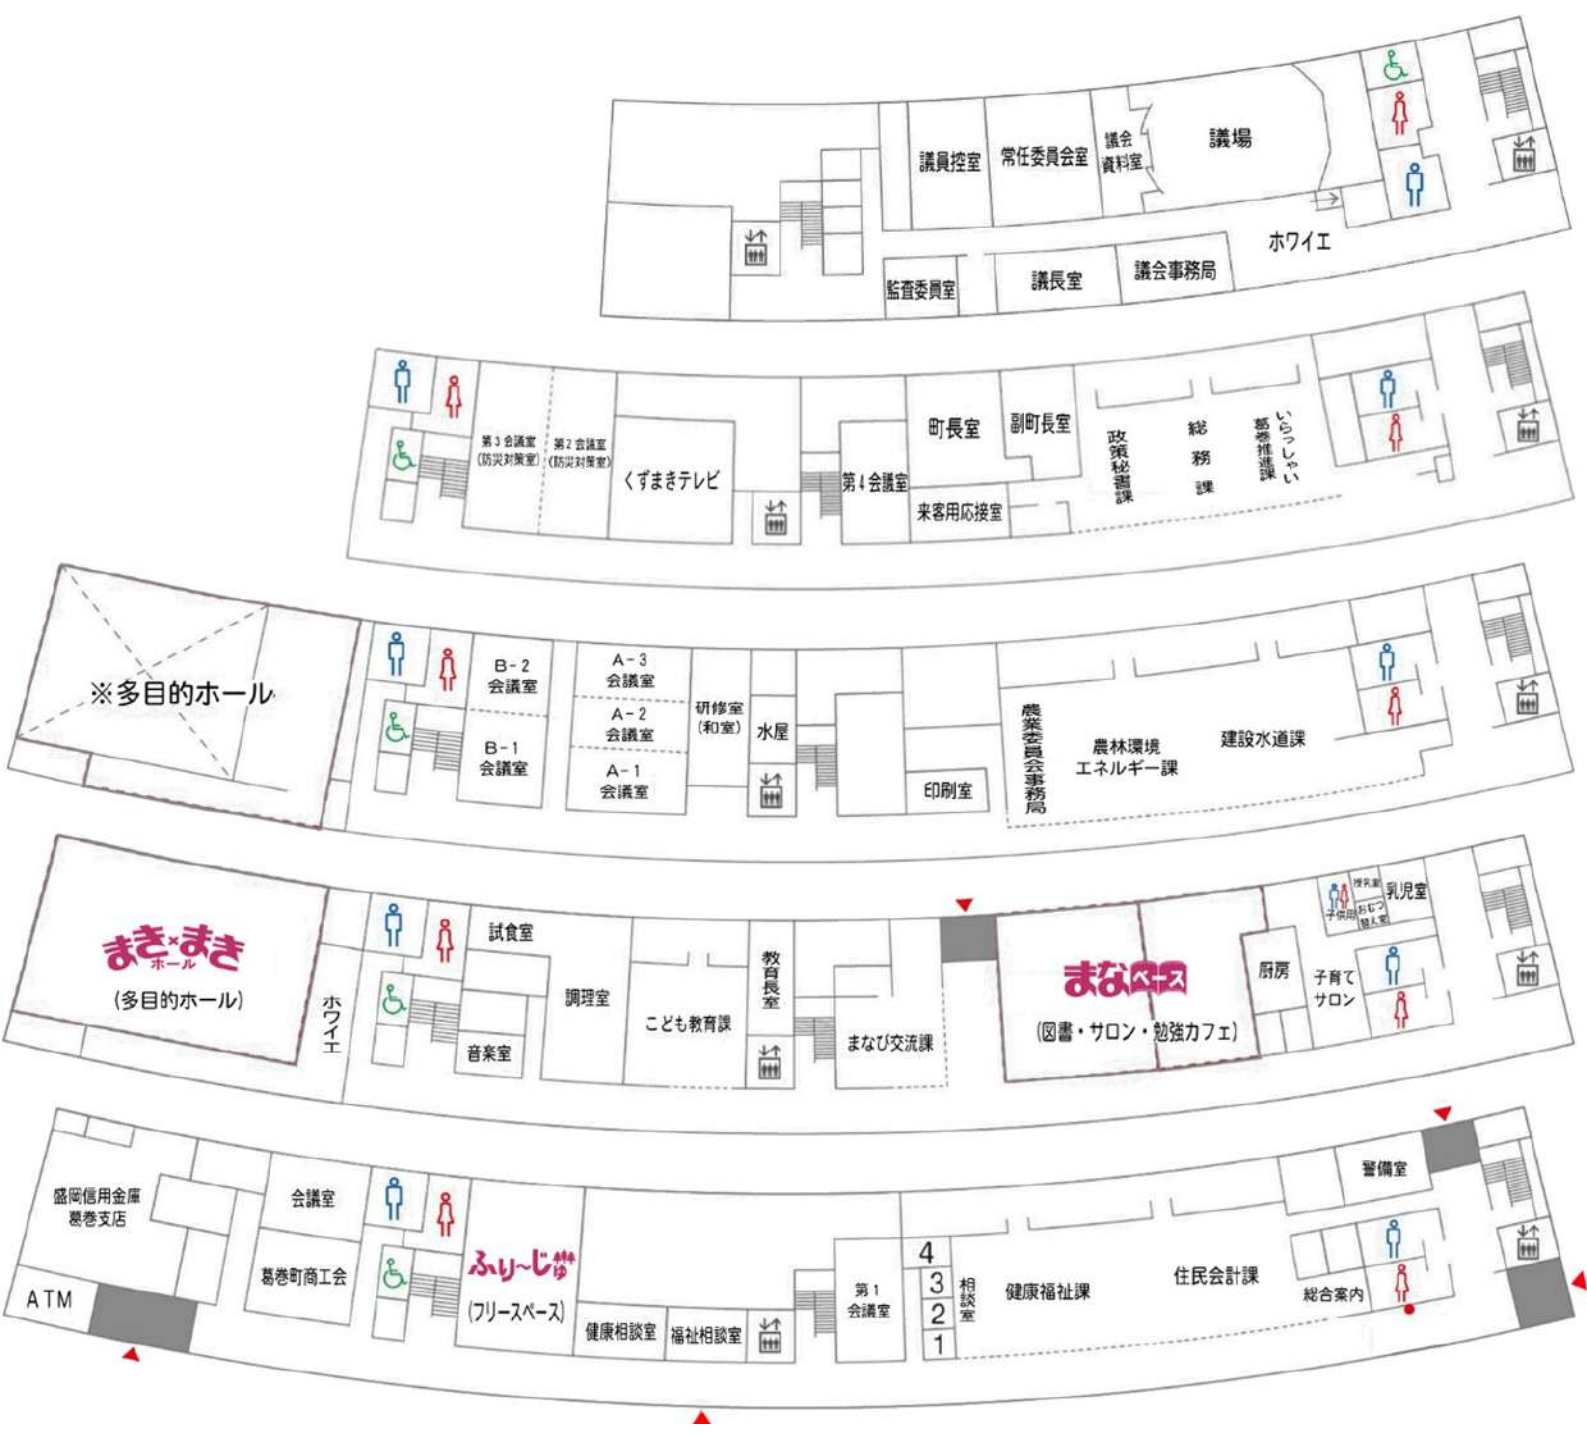 議員控室
常任委員会室
議会
資料室
議場
ホワイエ
監査委員室
議長室
議会事務局
第3会議室
(防災対策室)
第2会議室
(防災対策室)
くずまきテレビ
第4会議室
町長室
副町長室
来客用応接室
政策秘書課
総務課
いらっしゃい
葛巻推進課
※多目的ホール
B-2
会議室
B-1
会議室
A-3
会議室
A-2
会議室
A-1
会議室
研修室
(和室)
水屋
印刷室
農業委員会事務局
農林環境
エネルギー課
建設水道課
まき×まき
ホール
(多目的ホール)
ホワイエ
試食室
調理室
音楽室
こども教育課
教育長室
まなび交流課
まなベース
(図書・サロン・勉強カフェ)
厨房
子供用
授乳室
おむつ
替え室
乳児室
子育て
サロン
盛岡信用金庫
葛巻支店
ATM
会議室
葛巻町商工会
ふり〜じゅ
(フリースペース)
健康相談室
福祉相談室
第1
会議室
4
3
2
1
相談室
健康福祉課
住民会計課
総合案内
警備室